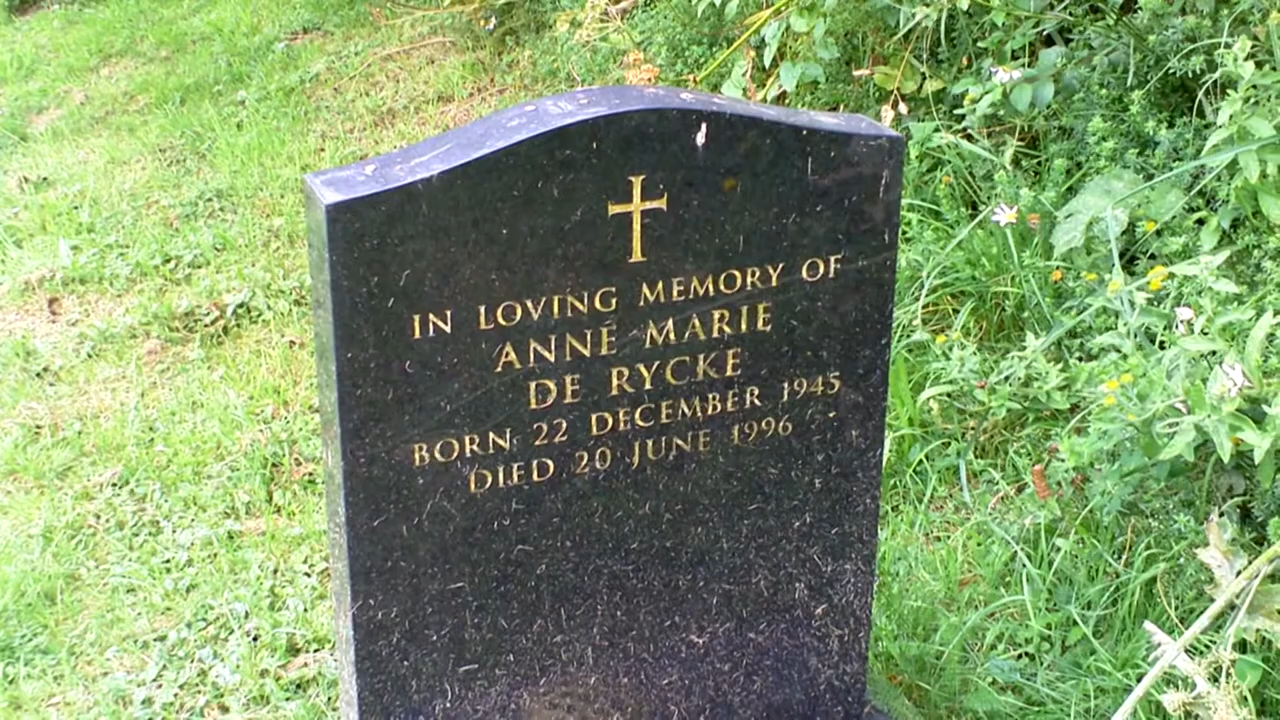 IN LOVING MEMORY OF
ANNE MARIE
DE RYCKE
BORN 22 DECEMBER 1945
DIED 20 JUNE 1996